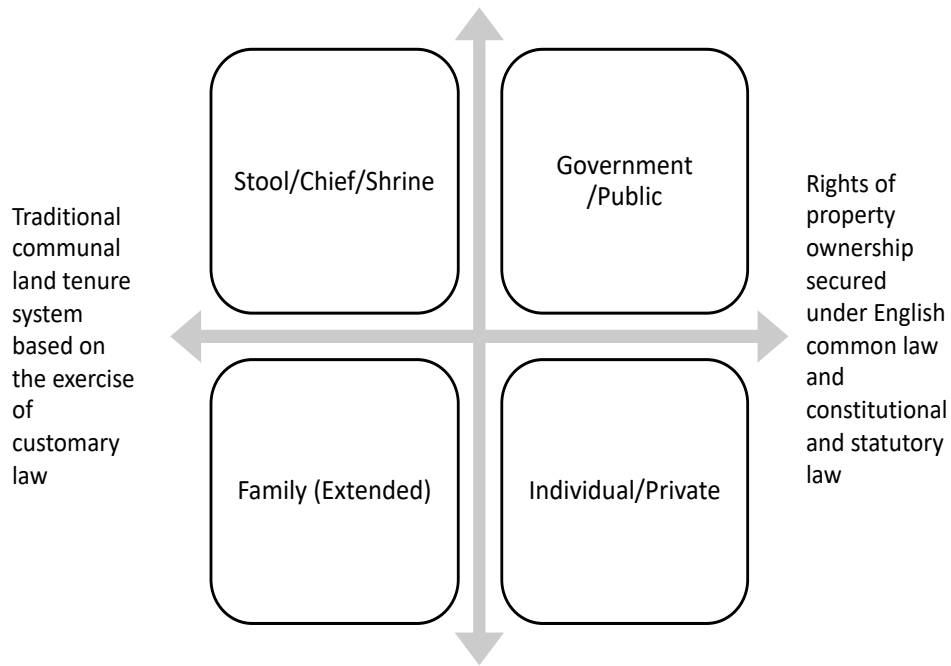 Traditional
communal
land tenure
system
based on
the exercise
of
customary
law
Stool/Chief/Shrine
Government
/Public
Family (Extended)
Individual/Private
Rights of
property
ownership
secured
under English
common law
and
constitutional
and statutory
law